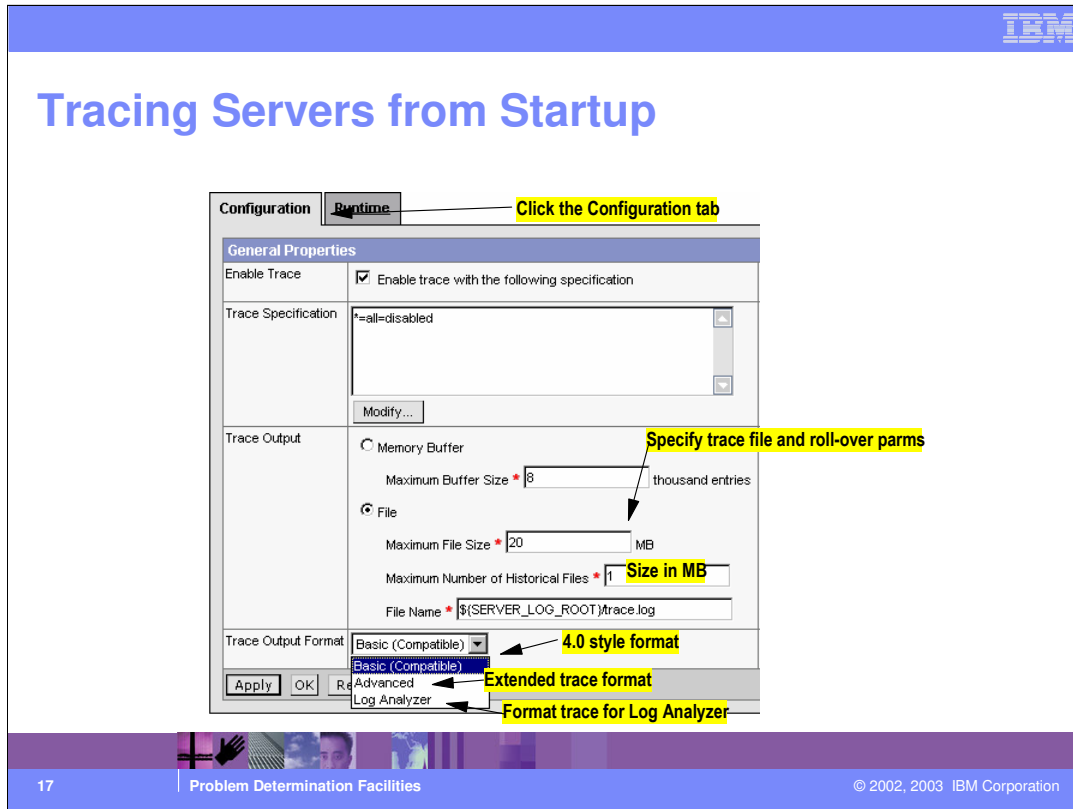 IBM
Tracing Servers from Startup
Configuration
Runtime
Click the Configuration tab
General Properties
Enable Trace
Enable trace with the following specification
Trace Specification
*=all=disabled
Modify...
Trace Output
Memory Buffer
Specify trace file and roll-over parms
Maximum Buffer Size * 8 thousand entries
File
Maximum File Size * 20 MB
Maximum Number of Historical Files * 1
Size in MB
File Name * ${SERVER_LOG_ROOT}/trace.log
Trace Output Format
Basic (Compatible)
4.0 style format
Basic (Compatible)
Advanced
Extended trace format
Log Analyzer
Format trace for Log Analyzer
Apply
OK
Re
17
Problem Determination Facilities
© 2002, 2003 IBM Corporation